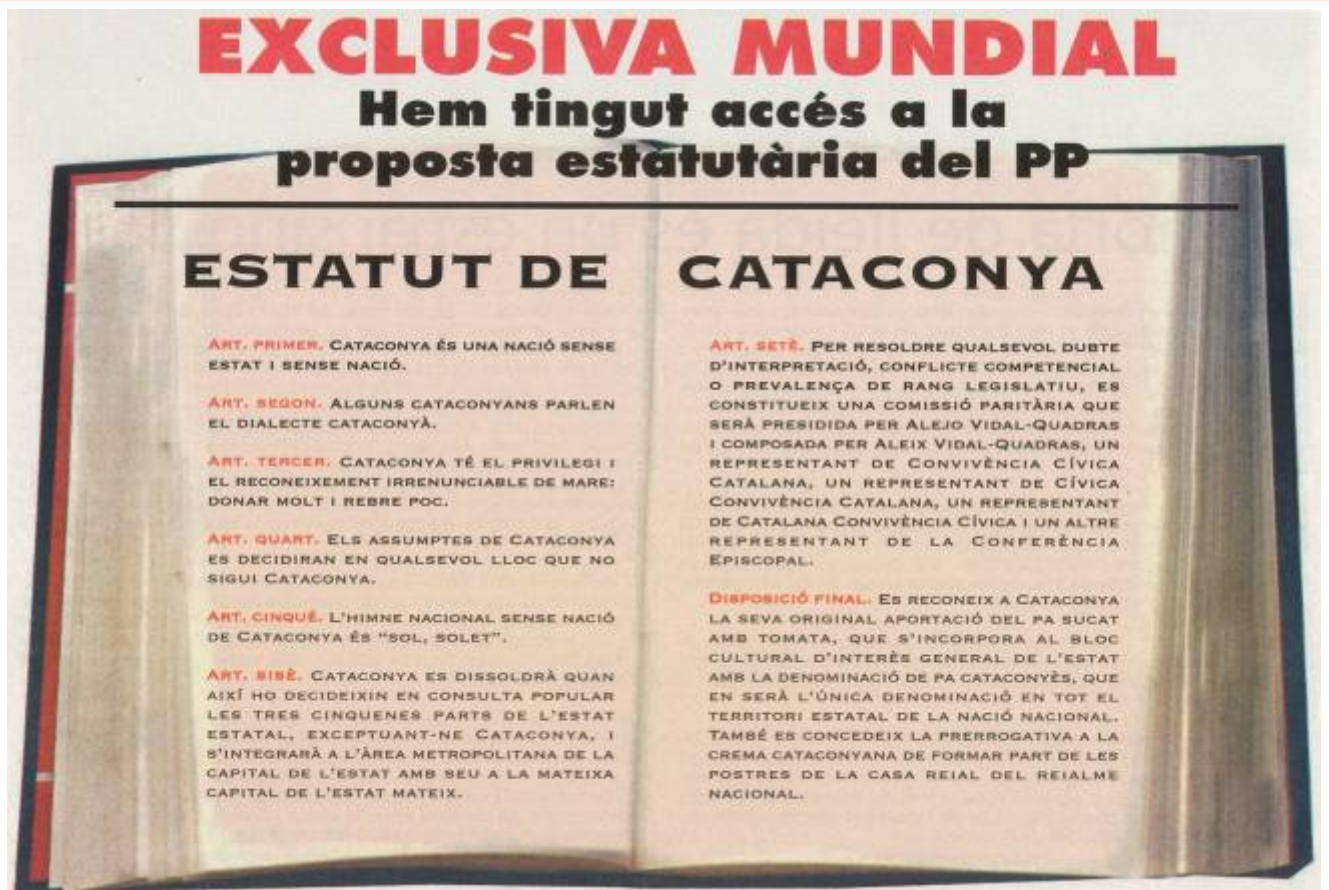 EXCLUSIVA MUNDIAL
Hem tingut accés a la
proposta estatutària del PP
ESTATUT DE CATACONYA
ART. PRIMER. CATACONYA ÉS UNA NACIÓ SENSE
ESTAT I SENSE NACIÓ.
ART. SEGON. ALGUNS CATACONYANS PARLEN
EL DIALECTE CATACONYÀ.
ART. TERCER. CATACONYA TÉ EL PRIVILEGI I
EL RECONEIXEMENT IRRENUNCIABLE DE MARE:
DONAR MOLT I REBRE POC.
ART. QUART. ELS ASSUMPTES DE CATACONYA
ES DECIDIRAN EN QUALSEVOL LLOC QUE NO
SIGUI CATACONYA.
ART. CINQUÈ. L'HIMNE NACIONAL SENSE NACIÓ
DE CATACONYA ÉS "SOL, SOLET".
ART. SISÈ. CATACONYA ES DISSOLDRÀ QUAN
AIXÍ HO DECIDEIXIN EN CONSULTA POPULAR
LES TRES CINQUENES PARTS DE L'ESTAT
ESTATAL, EXCEPTUANT-NE CATACONYA, I
S'INTEGRARÀ A L'ÀREA METROPOLITANA DE LA
CAPITAL DE L'ESTAT AMB SEU A LA MATEIXA
CAPITAL DE L'ESTAT MATEIX.
ART. SETÈ. PER RESOLDRE QUALSEVOL DUBTE
D'INTERPRETACIÓ, CONFLICTE COMPETENCIAL
O PREVALENÇA DE RANG LEGISLATIU, ES
CONSTITUEIX UNA COMISSIÓ PARITÀRIA QUE
SERÀ PRESIDIDA PER ALEJO VIDAL-QUADRAS
I COMPOSADA PER ALEIX VIDAL-QUADRAS, UN
REPRESENTANT DE CONVIVÈNCIA CÍVICA
CATALANA, UN REPRESENTANT DE CÍVICA
CONVIVÈNCIA CATALANA, UN REPRESENTANT
DE CATALANA CONVIVÈNCIA CÍVICA I UN ALTRE
REPRESENTANT DE LA CONFERÈNCIA
EPISCOPAL.
DISPOSICIÓ FINAL. ES RECONEIX A CATACONYA
LA SEVA ORIGINAL APORTACIÓ DEL PA SUCAT
AMB TOMATA, QUE S'INCORPORA AL BLOC
CULTURAL D'INTERÈS GENERAL DE L'ESTAT
AMB LA DENOMINACIÓ DE PA CATACONYÈS, QUE
EN SERÀ L'ÚNICA DENOMINACIÓ EN TOT EL
TERRITORI ESTATAL DE LA NACIÓ NACIONAL.
TAMBÉ ES CONCEDEIX LA PRERROGATIVA A LA
CREMA CATACONYANA DE FORMAR PART DE LES
POSTRES DE LA CASA REIAL DEL REIALME
NACIONAL.